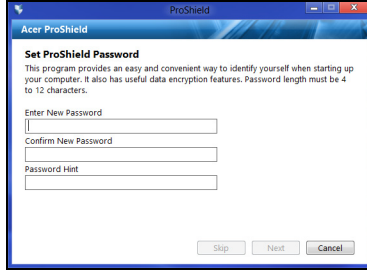 ProShield
Acer ProShield
Set ProShield Password
This program provides an easy and convenient way to identify yourself when starting up
your computer. It also has useful data encryption features. Password length must be 4
to 12 characters.
Enter New Password
Confirm New Password
Password Hint
Skip Next Cancel